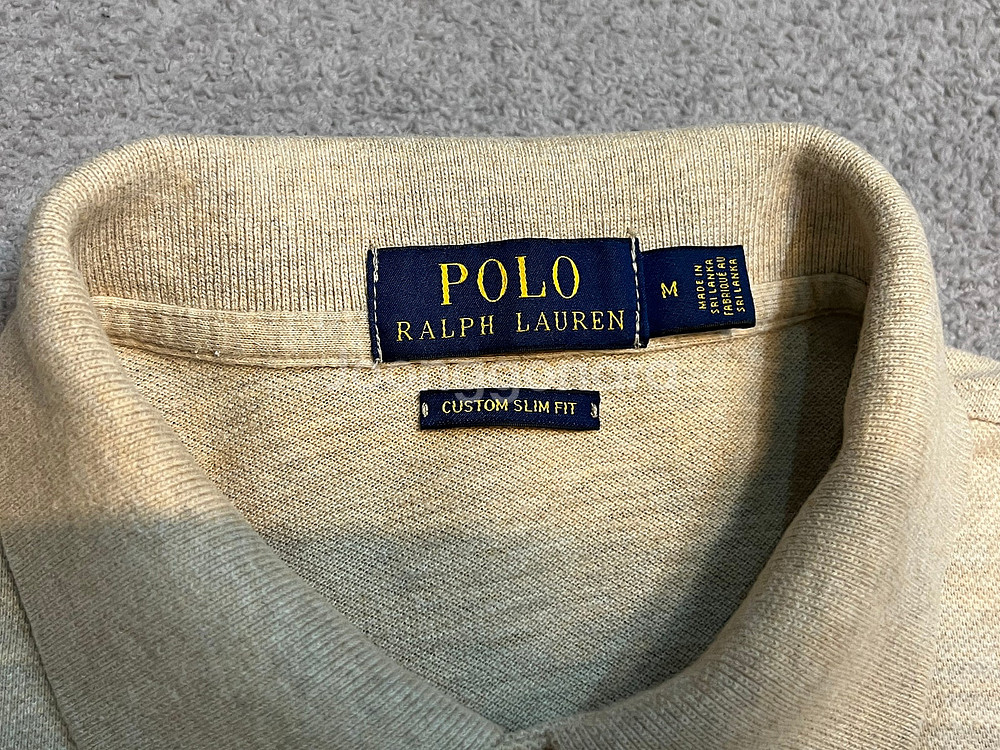 POLO
RALPH LAUREN
M
MADE IN
SRI LANKA
FABRIQUÉ AU
SRI LANKA
CUSTOM SLIM FIT